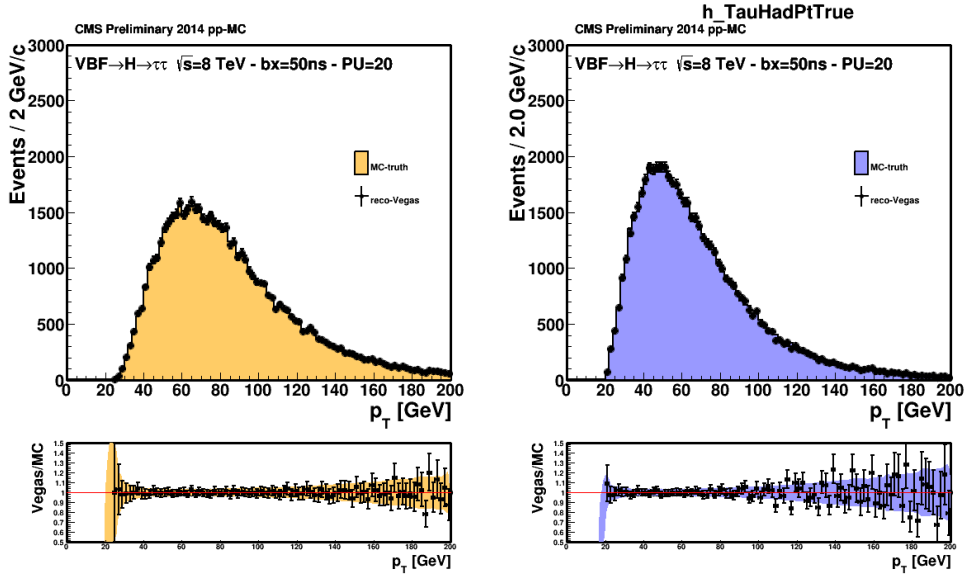 h_TauHadPtTrue
CMS Preliminary 2014 pp-MC
Events / 2 GeV/c
3000
2500
2000
1500
1000
500
0
VBF→H→ττ √s=8 TeV - bx=50ns - PU=20
MC-truth
reco-Vegas
0 20 40 60 80 100 120 140 160 180 200
p_T [GeV]
Vegas/MC
1.5
1.4
1.3
1.2
1.1
1
0.9
0.8
0.7
0.6
0.5
0 20 40 60 80 100 120 140 160 180 200
p_T [GeV]
CMS Preliminary 2014 pp-MC
Events / 2.0 GeV/c
3000
2500
2000
1500
1000
500
0
VBF→H→ττ √s=8 TeV - bx=50ns - PU=20
MC-truth
reco-Vegas
0 20 40 60 80 100 120 140 160 180 200
p_T [GeV]
Vegas/MC
1.5
1.4
1.3
1.2
1.1
1
0.9
0.8
0.7
0.6
0.5
0 20 40 60 80 100 120 140 160 180 200
p_T [GeV]